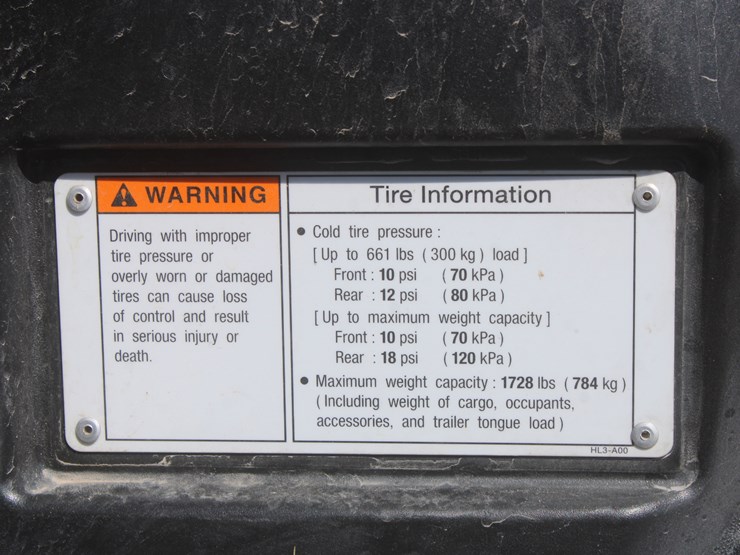 WARNING
Driving with improper
tire pressure or
overly worn or damaged
tires can cause loss
of control and result
in serious injury or
death.
Tire Information
• Cold tire pressure :
[ Up to 661 lbs ( 300 kg ) load ]
Front : 10 psi ( 70 kPa )
Rear : 12 psi ( 80 kPa )
[ Up to maximum weight capacity ]
Front : 10 psi ( 70 kPa )
Rear : 18 psi ( 120 kPa )
• Maximum weight capacity : 1728 lbs ( 784 kg )
( Including weight of cargo, occupants,
accessories, and trailer tongue load )
HL3-A00